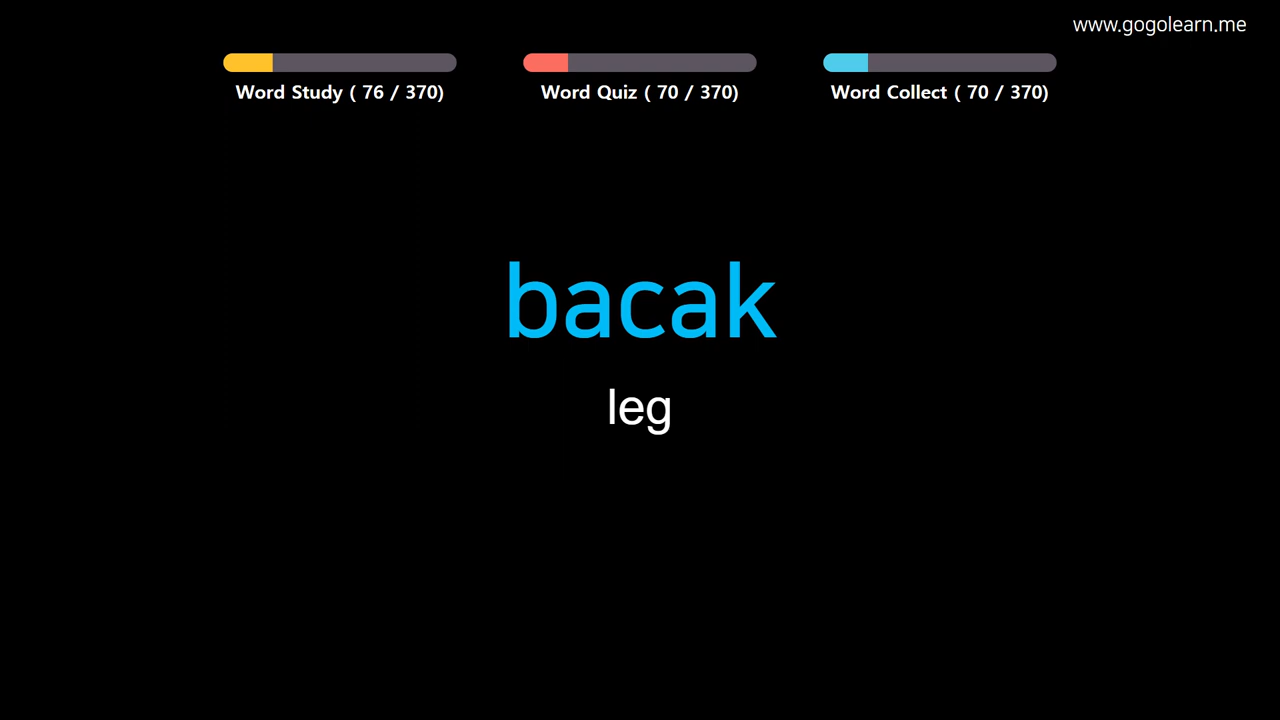 www.gogolearn.me
Word Study ( 76 / 370)
Word Quiz ( 70 / 370)
Word Collect ( 70 / 370)
bacak
leg